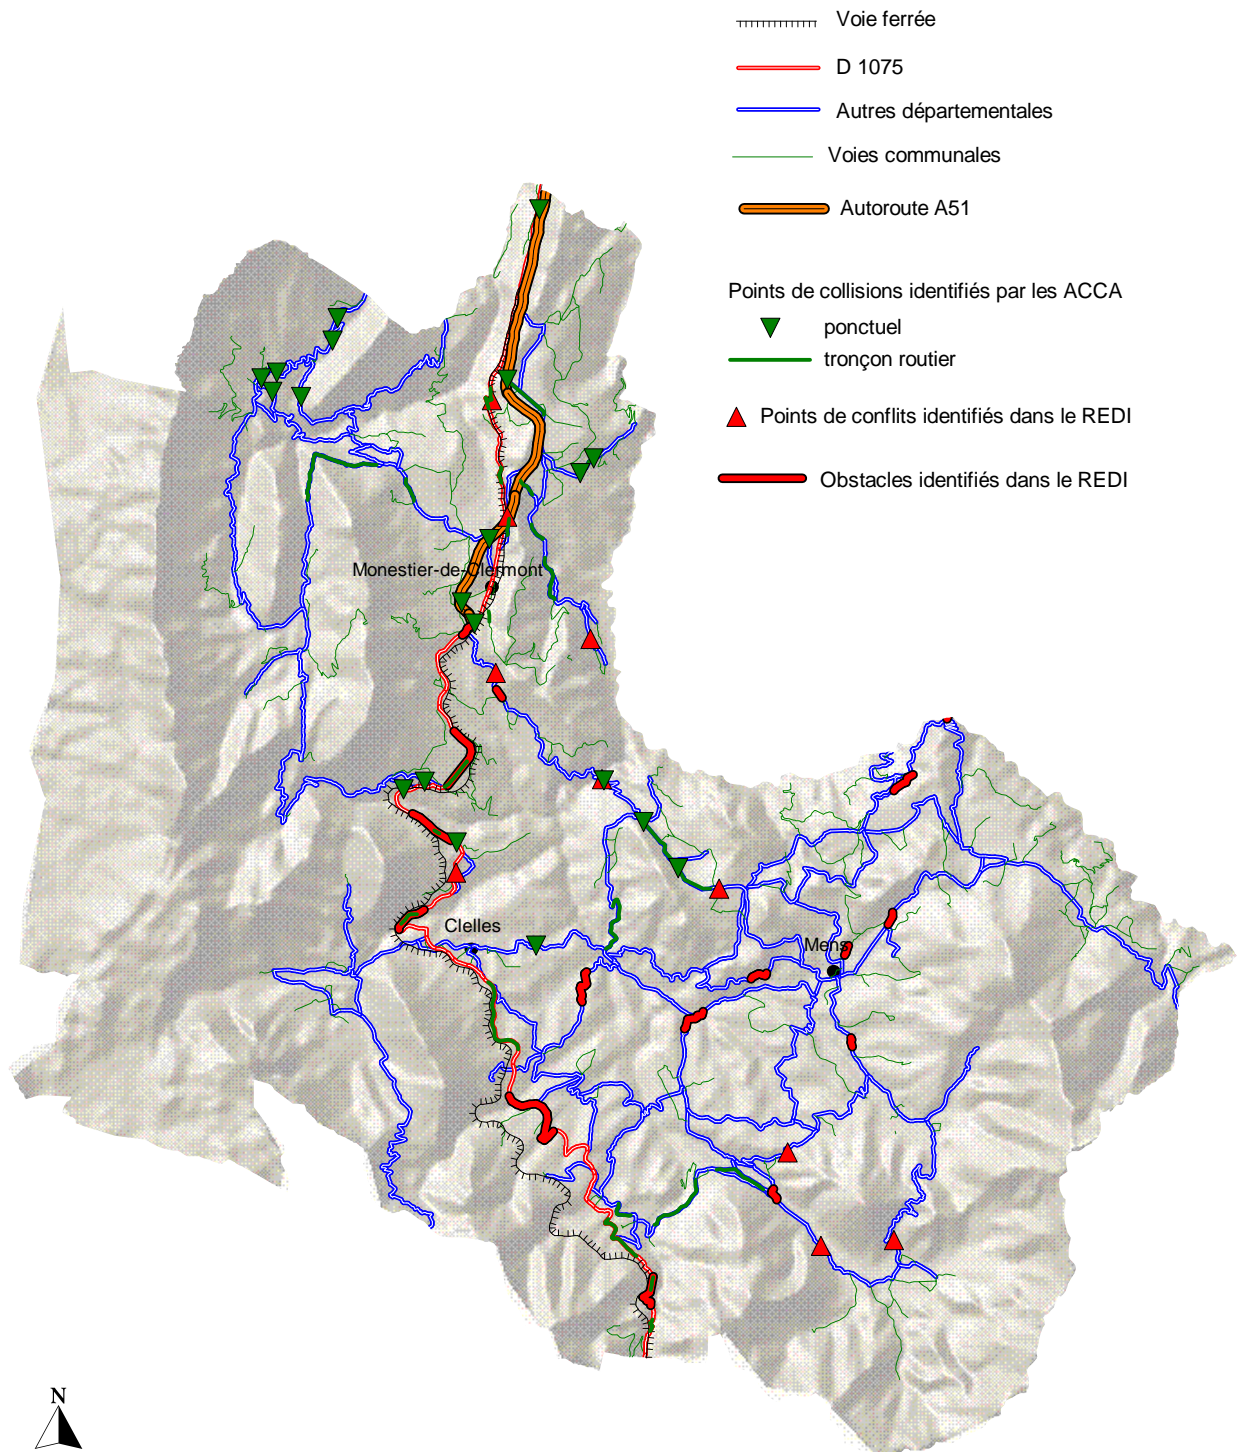 Voie ferrée
D 1075
Autres départementales
Voies communales
Autoroute A51
Points de collisions identifiés par les ACCA
ponctuel
tronçon routier
Points de conflits identifiés dans le REDI
Obstacles identifiés dans le REDI
Monestier-de-Clermont
Clelles
Mens
N